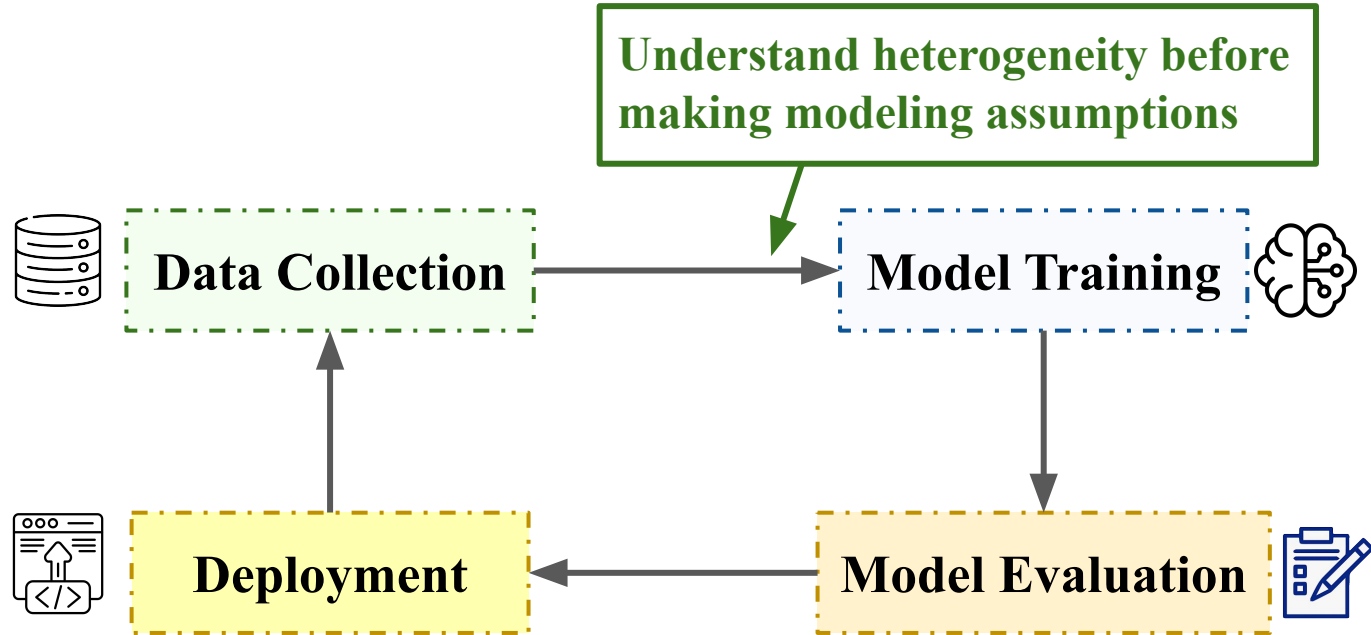 Understand heterogeneity before
making modeling assumptions
Data Collection
Model Training
Deployment
Model Evaluation